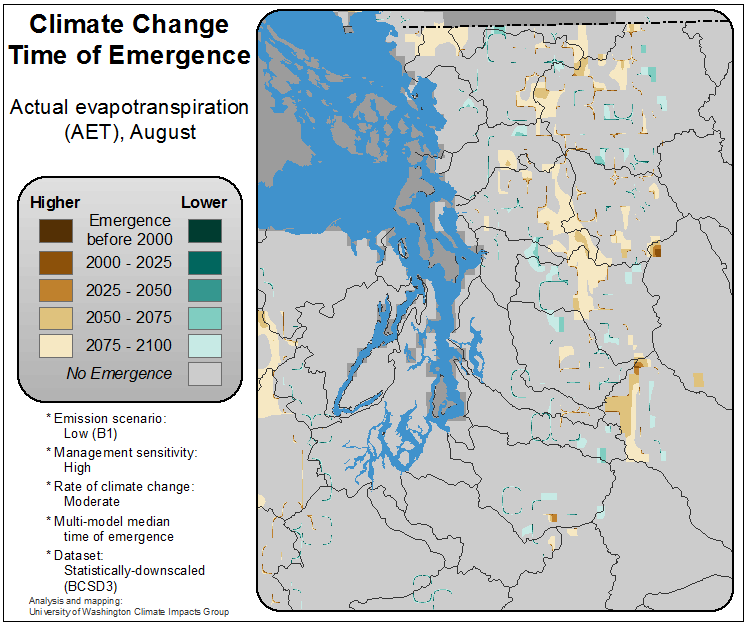 Climate Change
Time of Emergence
Actual evapotranspiration
(AET), August
Higher Lower
Emergence
before 2000
2000 - 2025
2025 - 2050
2050 - 2075
2075 - 2100
No Emergence
* Emission scenario:
Low (B1)
* Management sensitivity:
High
* Rate of climate change:
Moderate
* Multi-model median
time of emergence
* Dataset:
Statistically-downscaled
(BCSD3)
Analysis and mapping:
University of Washington Climate Impacts Group